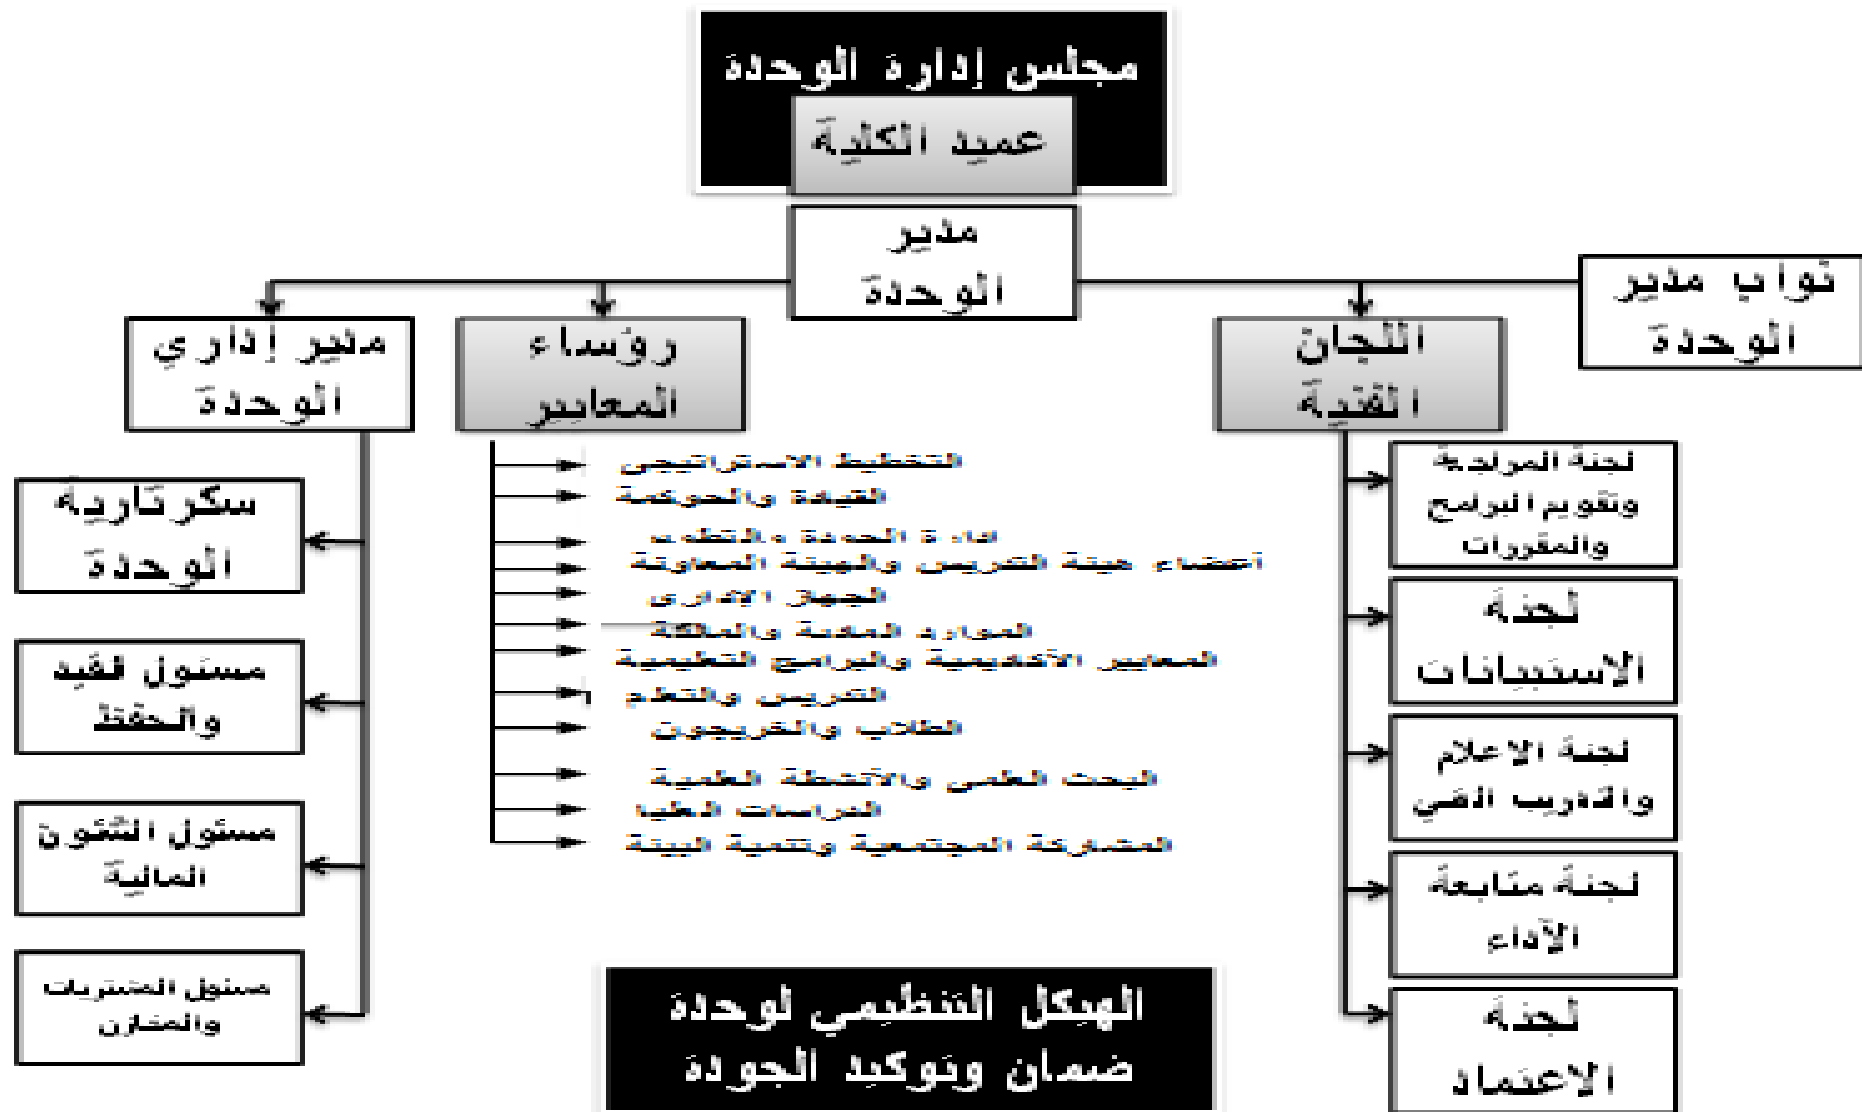 مجلس إدارة الوحدة
عميد الكلية
مدير
الوحدة
نواب مدير
الوحدة
اللجان
الفنية
رؤساء
المعايير
مدير إداري
الوحدة
لجنة المراجعة
وتقويم البرامج
والمقررات
لجنة
الاستبيانات
لجنة الاعلام
والتدريب الفني
لجنة متابعة
الأداء
لجنة
الاعتماد
التخطيط الاستراتيجى
القيادة والحوكمة
إدارة الجودة والتطوير
أعضاء هيئة التدريس والهيئة المعاونة
الجهاز الإدارى
الموارد المادية والمالية
المعايير الأكاديمية والبرامج التعليمية
التدريس والتعلم
الطلاب والخريجون
البحث العلمى والأنشطة العلمية
الدراسات العليا
المشاركة المجتمعية وتنمية البيئة
سكرتارية
الوحدة
مسئول القيد
والحفظ
مسئول الشئون
المالية
مسئول المشتريات
والمخازن
الهيكل التنظيمي لوحدة
ضمان وتوكيد الجودة